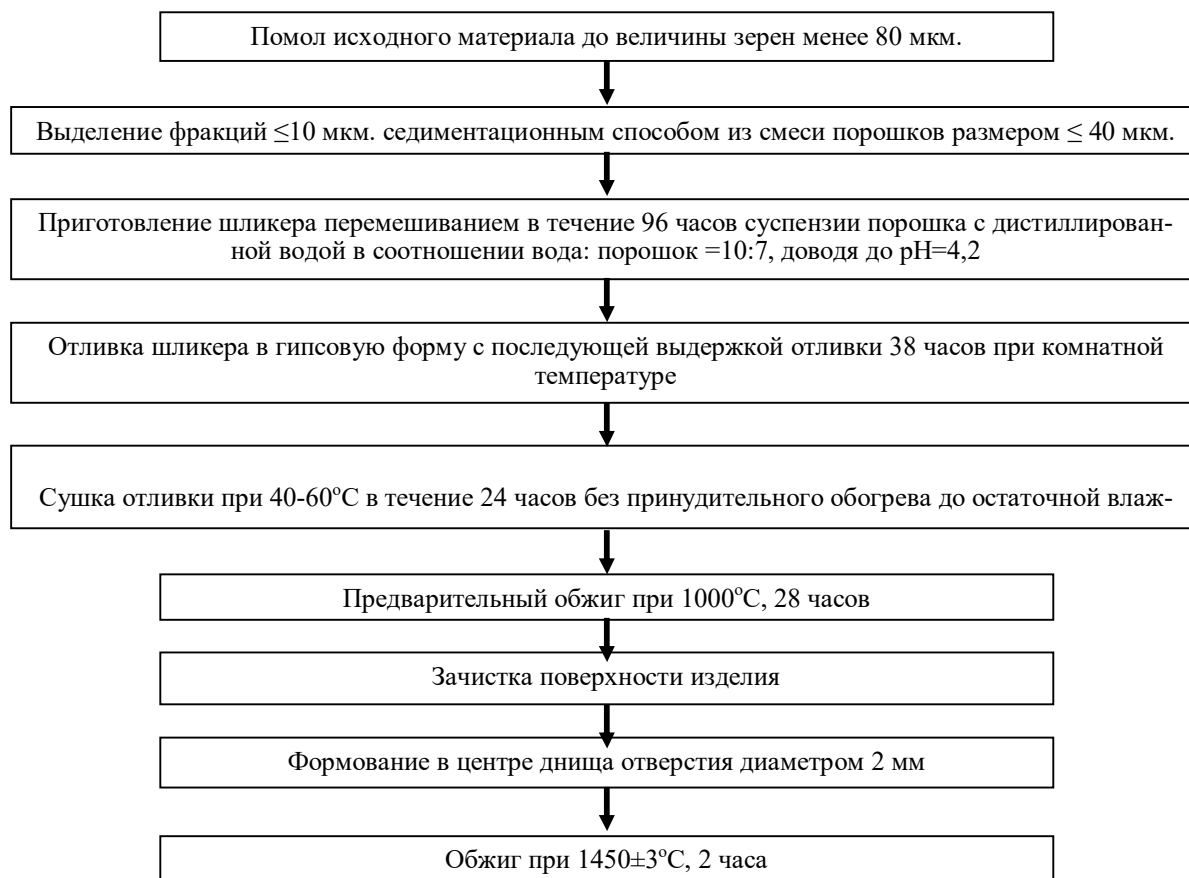 Помол исходного материала до величины зерен менее 80 мкм.
Выделение фракций ≤10 мкм. седиментационным способом из смеси порошков размером ≤ 40 мкм.
Приготовление шликера перемешиванием в течение 96 часов суспензии порошка с дистиллирован-
ной водой в соотношении вода: порошок =10:7, доводя до pH=4,2
Отливка шликера в гипсовую форму с последующей выдержкой отливки 38 часов при комнатной
температуре
Сушка отливки при 40-60°С в течение 24 часов без принудительного обогрева до остаточной влаж-
Предварительный обжиг при 1000°С, 28 часов
Зачистка поверхности изделия
Формование в центре днища отверстия диаметром 2 мм
Обжиг при 1450±3°С, 2 часа